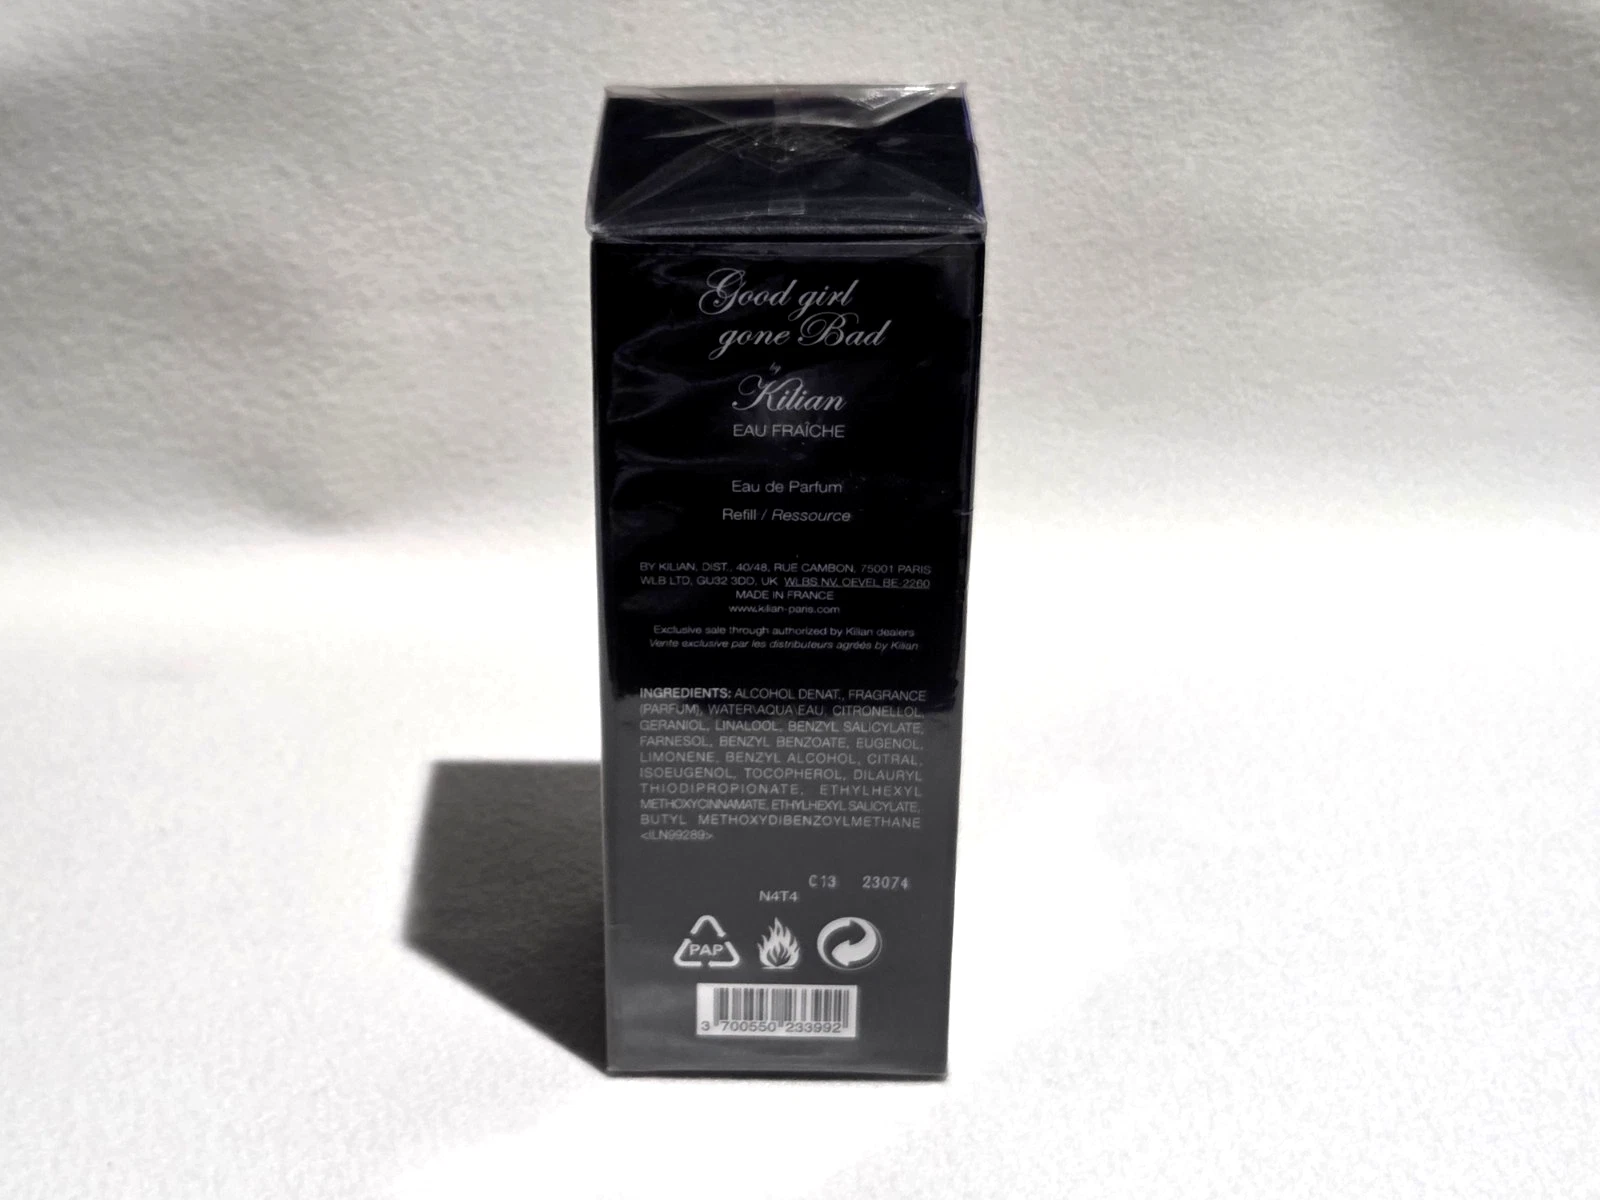 Good girl
gone Bad
by
Kilian
EAU FRAÎCHE
Eau de Parfum
Refill / Ressource
BY KILIAN, DIST., 40/48, RUE CAMBON, 75001 PARIS
WLB LTD, GU32 3DD, UK WLBS NV, OEVEL BE-2260
MADE IN FRANCE
www.kilian-paris.com
Exclusive sale through authorized by Kilian dealers
Vente exclusive par les distributeurs agréés by Kilian
INGREDIENTS: ALCOHOL DENAT., FRAGRANCE
(PARFUM), WATER\AQUA\EAU, CITRONELLOL,
GERANIOL, LINALOOL, BENZYL SALICYLATE,
FARNESOL, BENZYL BENZOATE, EUGENOL,
LIMONENE, BENZYL ALCOHOL, CITRAL,
ISOEUGENOL, TOCOPHEROL, DILAURYL
THIODIPROPIONATE, ETHYLHEXYL
METHOXYCINNAMATE, ETHYLHEXYL SALICYLATE,
BUTYL METHOXYDIBENZOYLMETHANE
<ILN99289>
C13 23074
N4T4
PAP
3 700550 233992